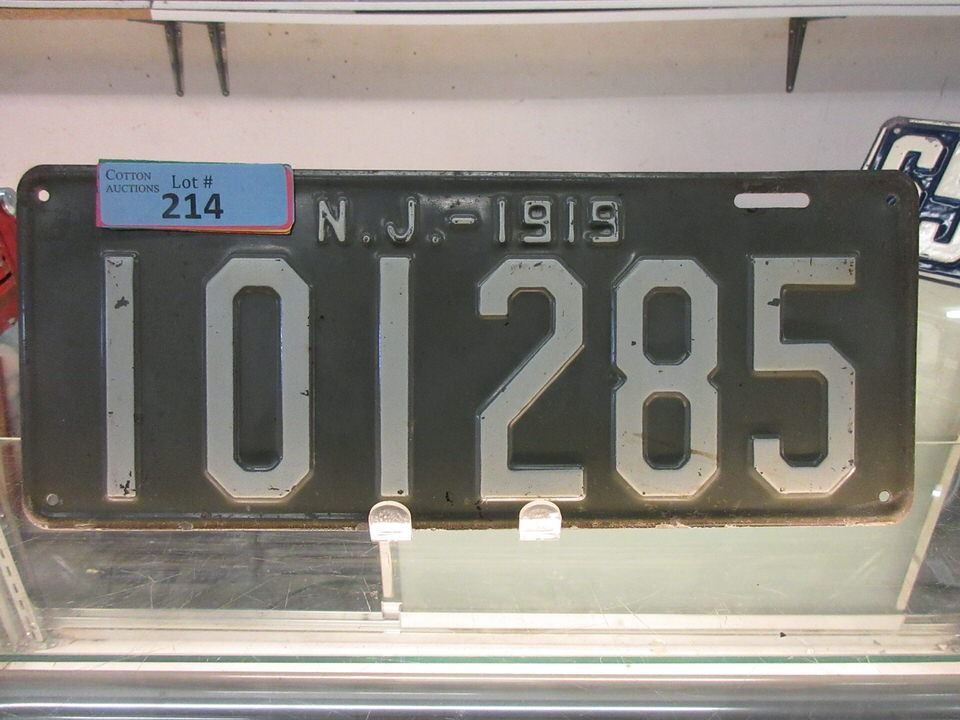 COTTON
AUCTIONS
Lot #
214
N.J.-1919
101285